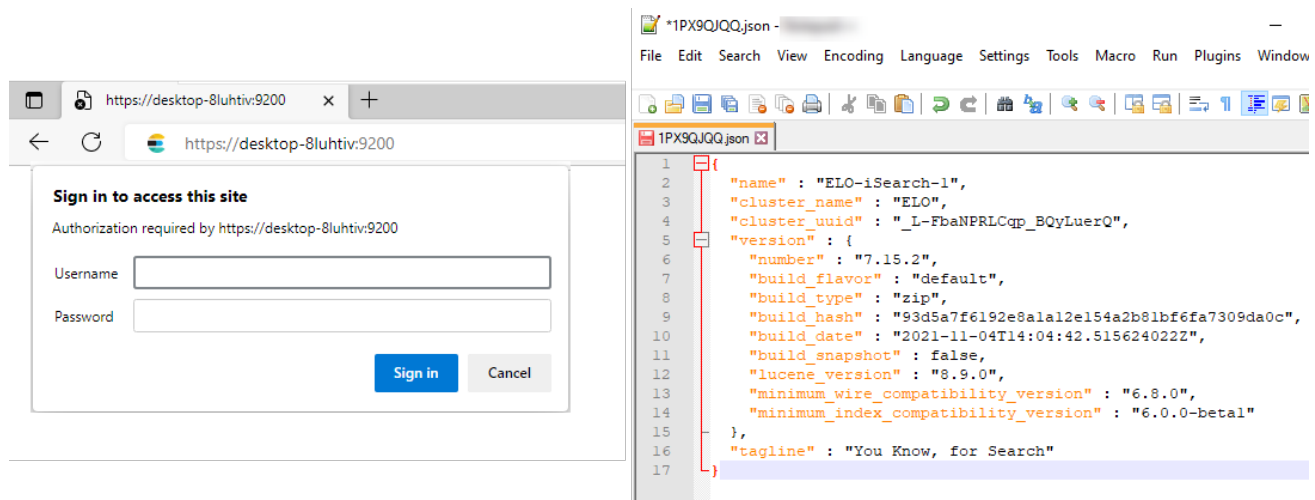 https://desktop-8luhtiv:9200
https://desktop-8luhtiv:9200
Sign in to access this site
Authorization required by https://desktop-8luhtiv:9200
Username
Password
Sign in
Cancel
*1PX9QJQQ.json -
File Edit Search View Encoding Language Settings Tools Macro Run Plugins Window
1PX9QJQQ.json
1 {
2 "name" : "ELO-iSearch-1",
3 "cluster_name" : "ELO",
4 "cluster_uuid" : "_L-FbaNPRLCqp_BQyLuerQ",
5 "version" : {
6 "number" : "7.15.2",
7 "build_flavor" : "default",
8 "build_type" : "zip",
9 "build_hash" : "93d5a7f6192e8a1a12e154a2b81bf6fa7309da0c",
10 "build_date" : "2021-11-04T14:04:42.515624022Z",
11 "build_snapshot" : false,
12 "lucene_version" : "8.9.0",
13 "minimum_wire_compatibility_version" : "6.8.0",
14 "minimum_index_compatibility_version" : "6.0.0-beta1"
15 },
16 "tagline" : "You Know, for Search"
17 }